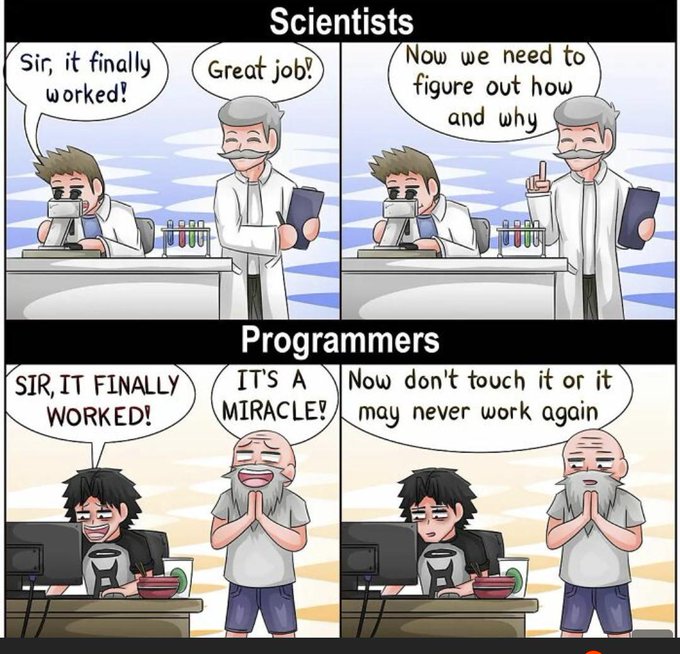 Scientists
Sir, it finally
worked!
Great job!
Now we need to
figure out how
and why
Programmers
SIR, IT FINALLY
WORKED!
IT'S A
MIRACLE!
Now don't touch it or it
may never work again